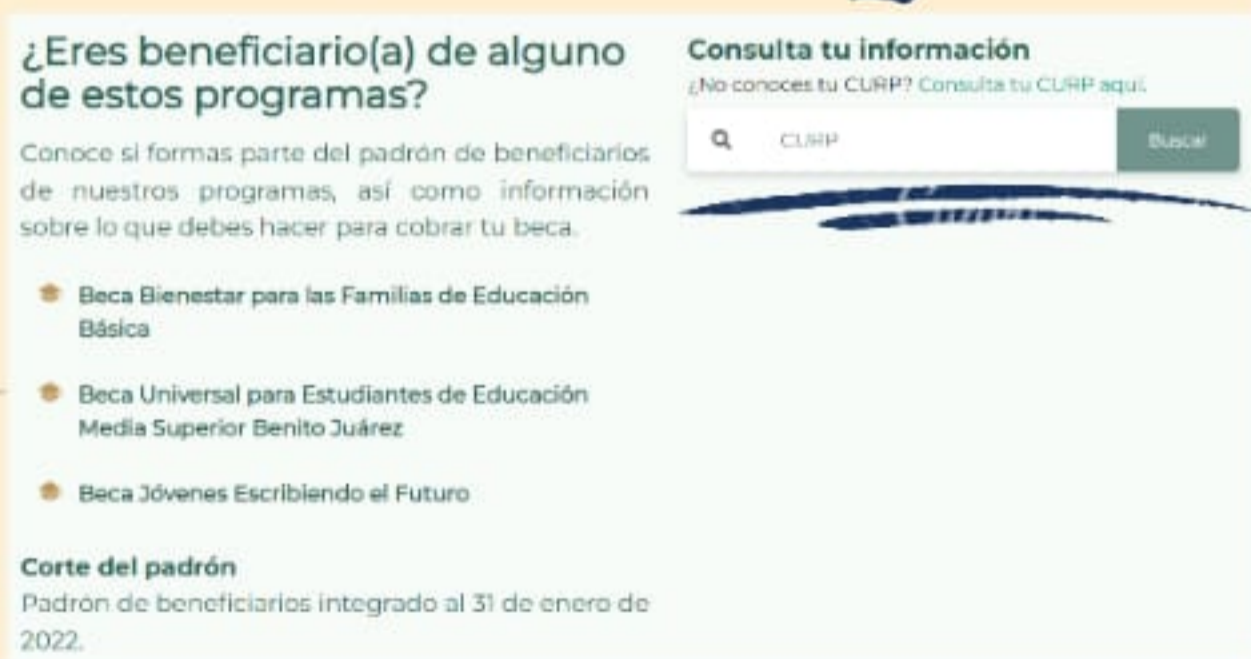 ¿Eres beneficiario(a) de alguno
de estos programas?
Conoce si formas parte del padrón de beneficiarios
de nuestros programas, así como información
sobre lo que debes hacer para cobrar tu beca.
Beca Bienestar para las Familias de Educación
Básica
Beca Universal para Estudiantes de Educación
Media Superior Benito Juárez
Beca Jóvenes Escribiendo el Futuro
Corte del padrón
Padrón de beneficiarios integrado al 31 de enero de
2022.
Consulta tu información
¿No conoces tu CURP? Consulta tu CURP aquí.
CURP
Buscar